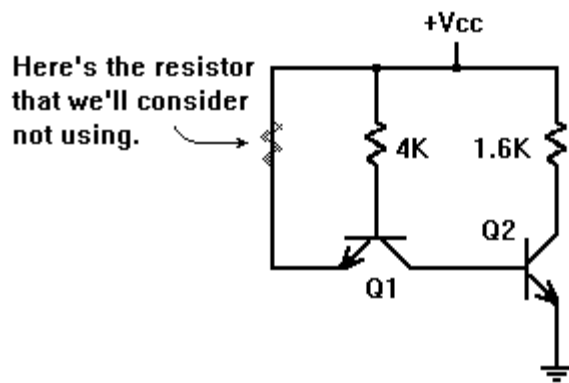 +Vcc
Here's the resistor
that we'll consider
not using.
4K
1.6K
Q2
Q1